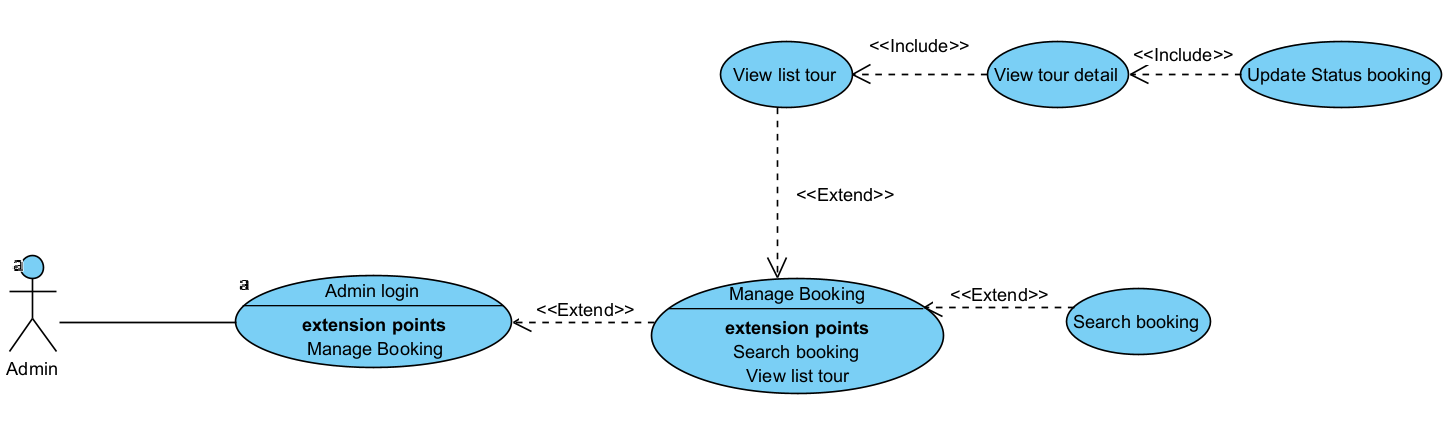 <<Include>>
<<Include>>
View list tour
View tour detail
Update Status booking
<<Extend>>
a
a
Admin login
<<Extend>>
Manage Booking
<<Extend>>
extension points
Manage Booking
extension points
Search booking
View list tour
Search booking
Admin